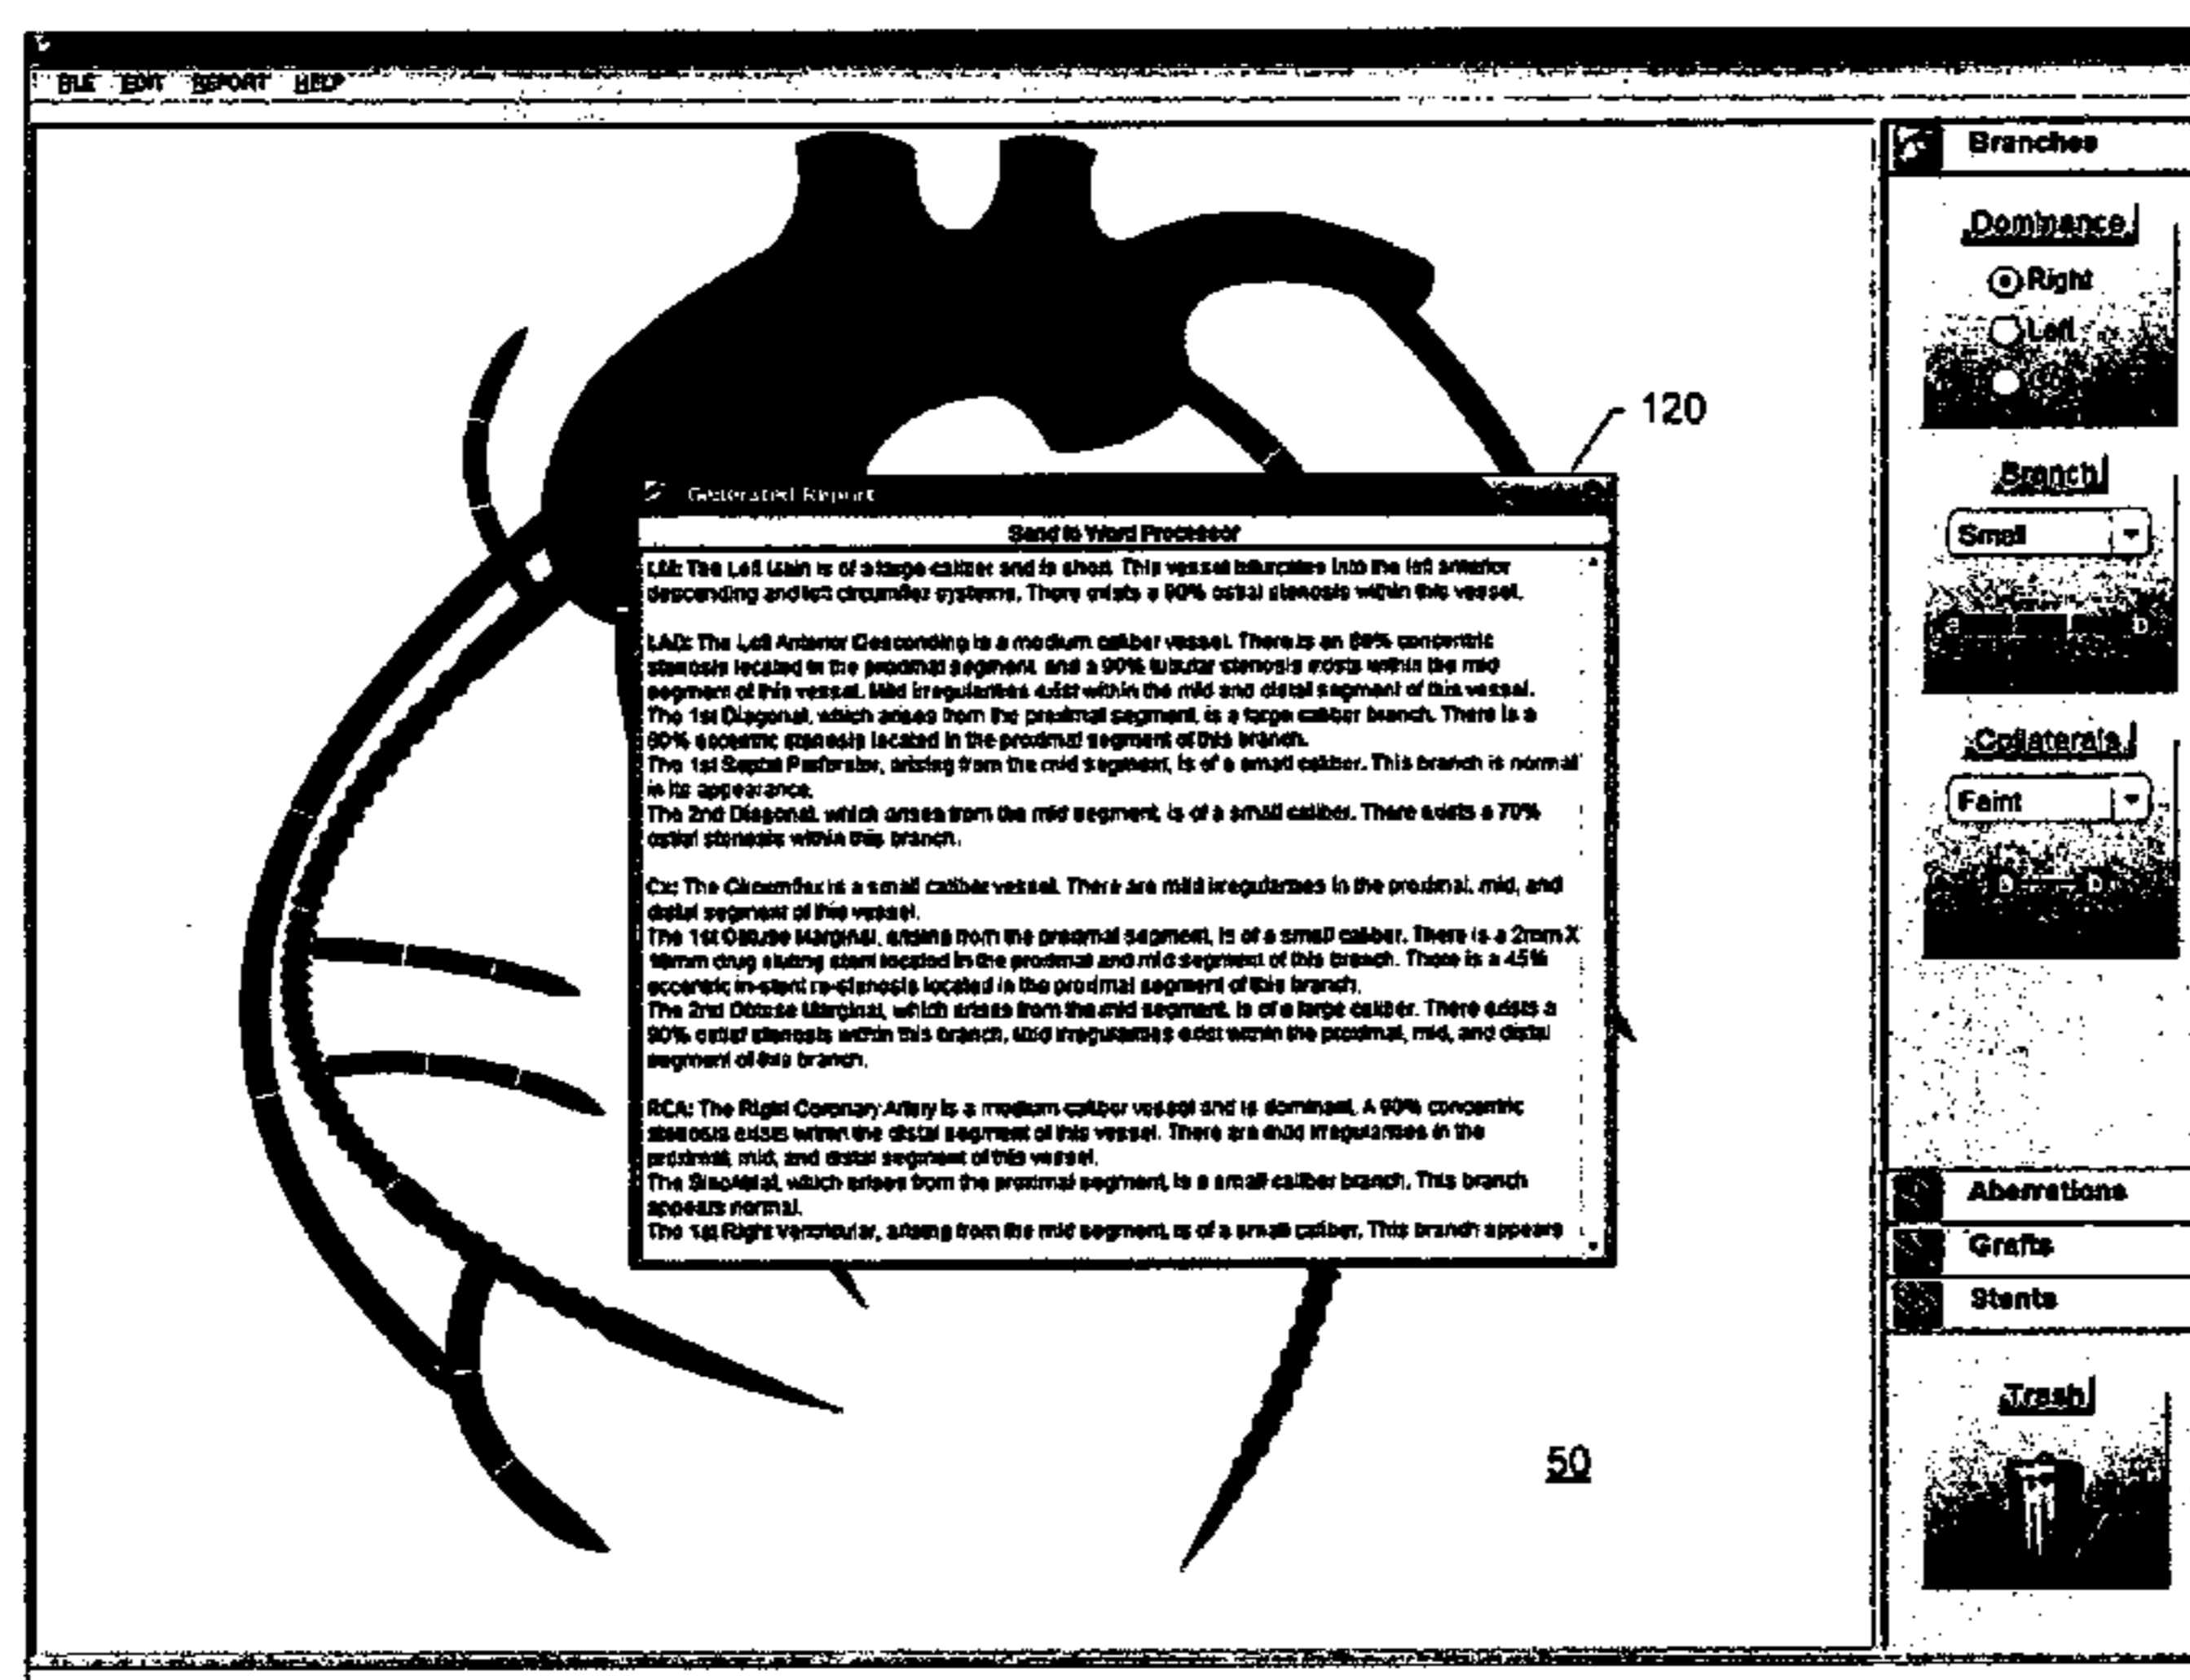 FILE EDIT REPORT HELP
Branches
Dominance
Right
Left
120
Branch
Small
a b
Collaterals
Faint
Generated Report
Send to Word Processor
LM: The Left Main is of a large caliber and is short. This vessel bifurcates into the left anterior
descending and left circumflex systems. There exists a ostial stenosis within this vessel.
LAD: The Left Anterior Descending is a medium caliber vessel. There is an concentric
stenosis located in the proximal segment, and a 90% tubular stenosis exists within the mid
segment of this vessel. Mild irregularities exist within the mid and distal segment of this vessel.
The 1st Diagonal, which arises from the proximal segment, is a large caliber branch. There is a
eccentric stenosis located in the proximal segment of this branch.
The 1st Septal Perforator, arising from the mid segment, is of a small caliber. This branch is normal
in its appearance.
The 2nd Diagonal, which arises from the mid segment, is of a small caliber. There exists a 70%
ostial stenosis within this branch.
Cx: The Circumflex is a small caliber vessel. There are mild irregularities in the proximal, mid, and
distal segment of this vessel.
The 1st Obtuse Marginal, arising from the proximal segment, is of a small caliber. There is a 2mm X
drug eluting stent located in the proximal and mid segment of this branch. There is a 45%
eccentric in-stent re-stenosis located in the proximal segment of this branch.
The 2nd Obtuse Marginal, which arises from the mid segment, is of a large caliber. There exists a
ostial stenosis within this branch. Mild irregularities exist within the proximal, mid, and distal
segment of this branch.
RCA: The Right Coronary Artery is a medium caliber vessel and is dominant. A 90% concentric
stenosis exists within the distal segment of this vessel. There are mild irregularities in the
proximal, mid, and distal segment of this vessel.
The SinoAtrial, which arises from the proximal segment, is a small caliber branch. This branch
appears normal.
The 1st Right Ventricular, arising from the mid segment, is of a small caliber. This branch appears
Aberrations
Grafts
Stents
Trash
50